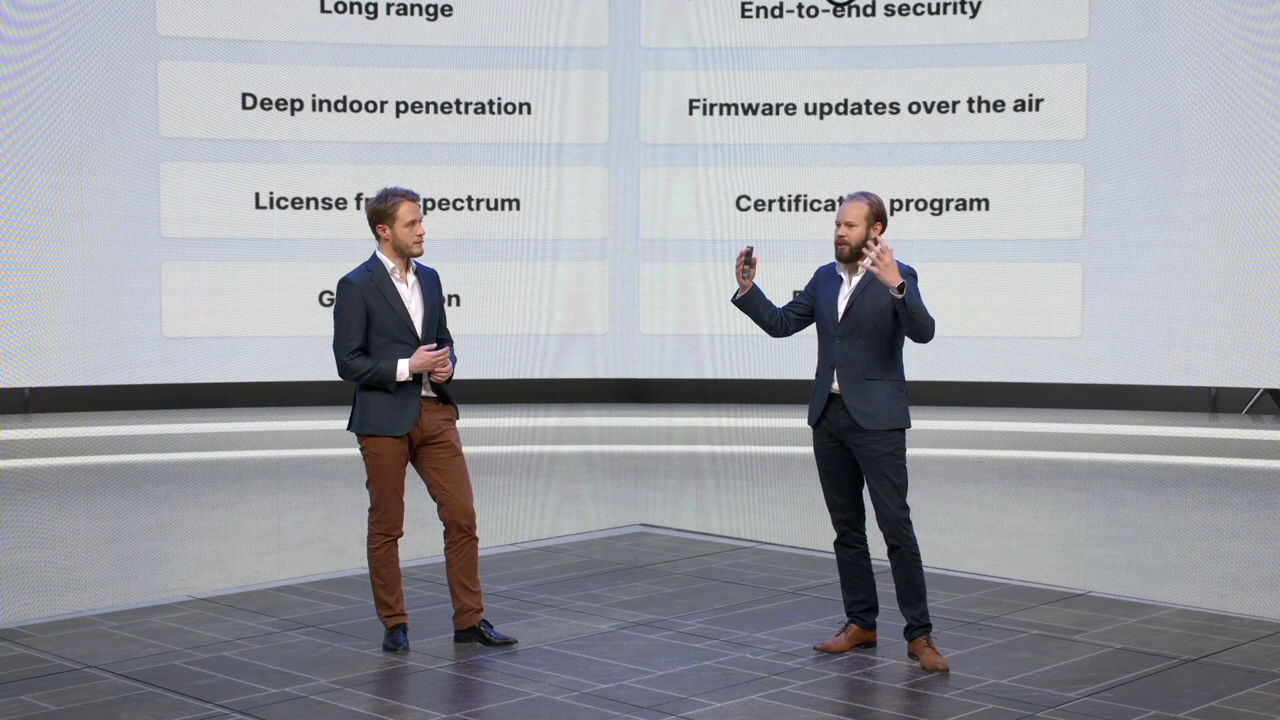 Long range
End-to-end security
Deep indoor penetration
Firmware updates over the air
License spectrum
program